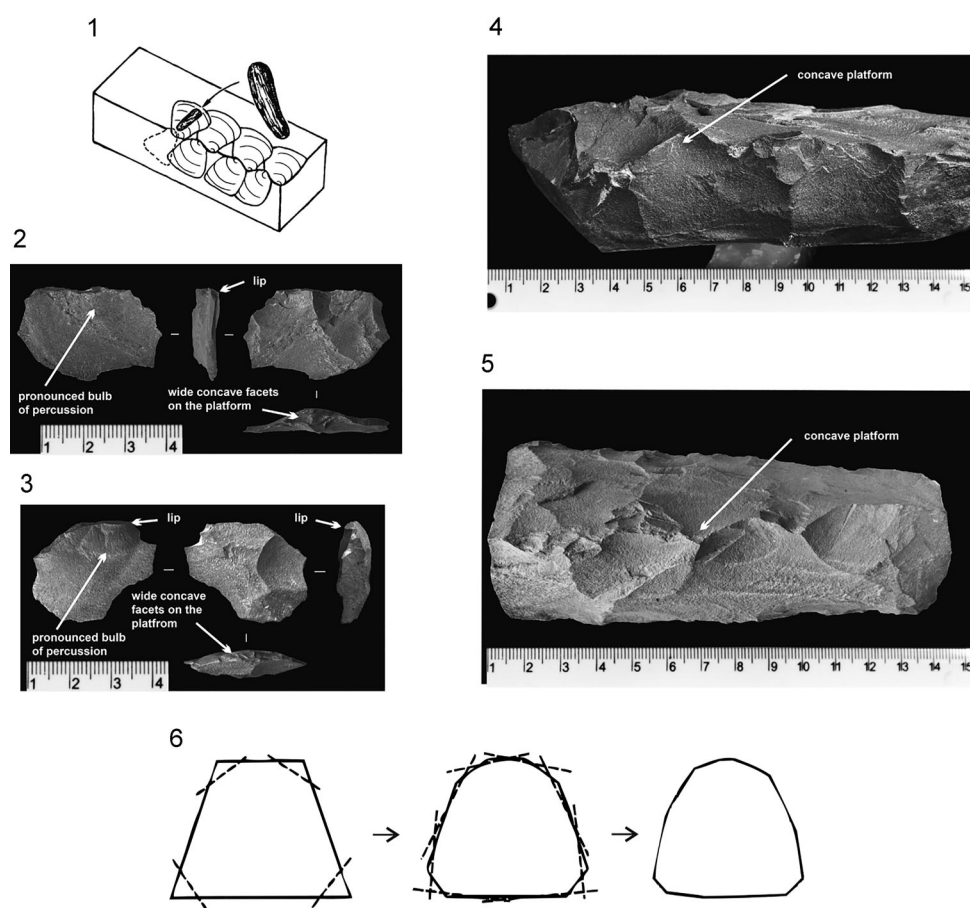 1
2
lip
pronounced bulb
of percussion
wide concave facets
on the platform
1 2 3 4
3
lip
lip
wide concave
facets on the
platfrom
pronounced bulb
of percussion
1 2 3 4
4
concave platform
1 2 3 4 5 6 7 8 9 10 11 12 13 14 15
5
concave platform
1 2 3 4 5 6 7 8 9 10 11 12 13 14 15
6